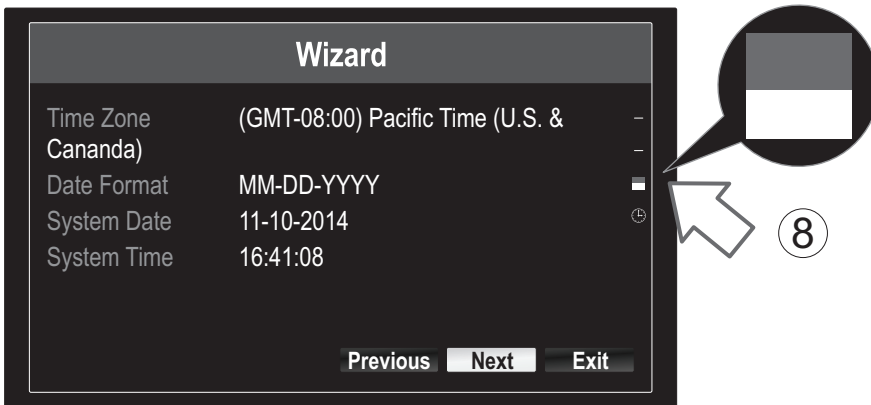 Wizard
Time Zone (GMT-08:00) Pacific Time (U.S. & –
Cananda) –
Date Format MM-DD-YYYY
System Date 11-10-2014
System Time 16:41:08
Previous Next Exit
8